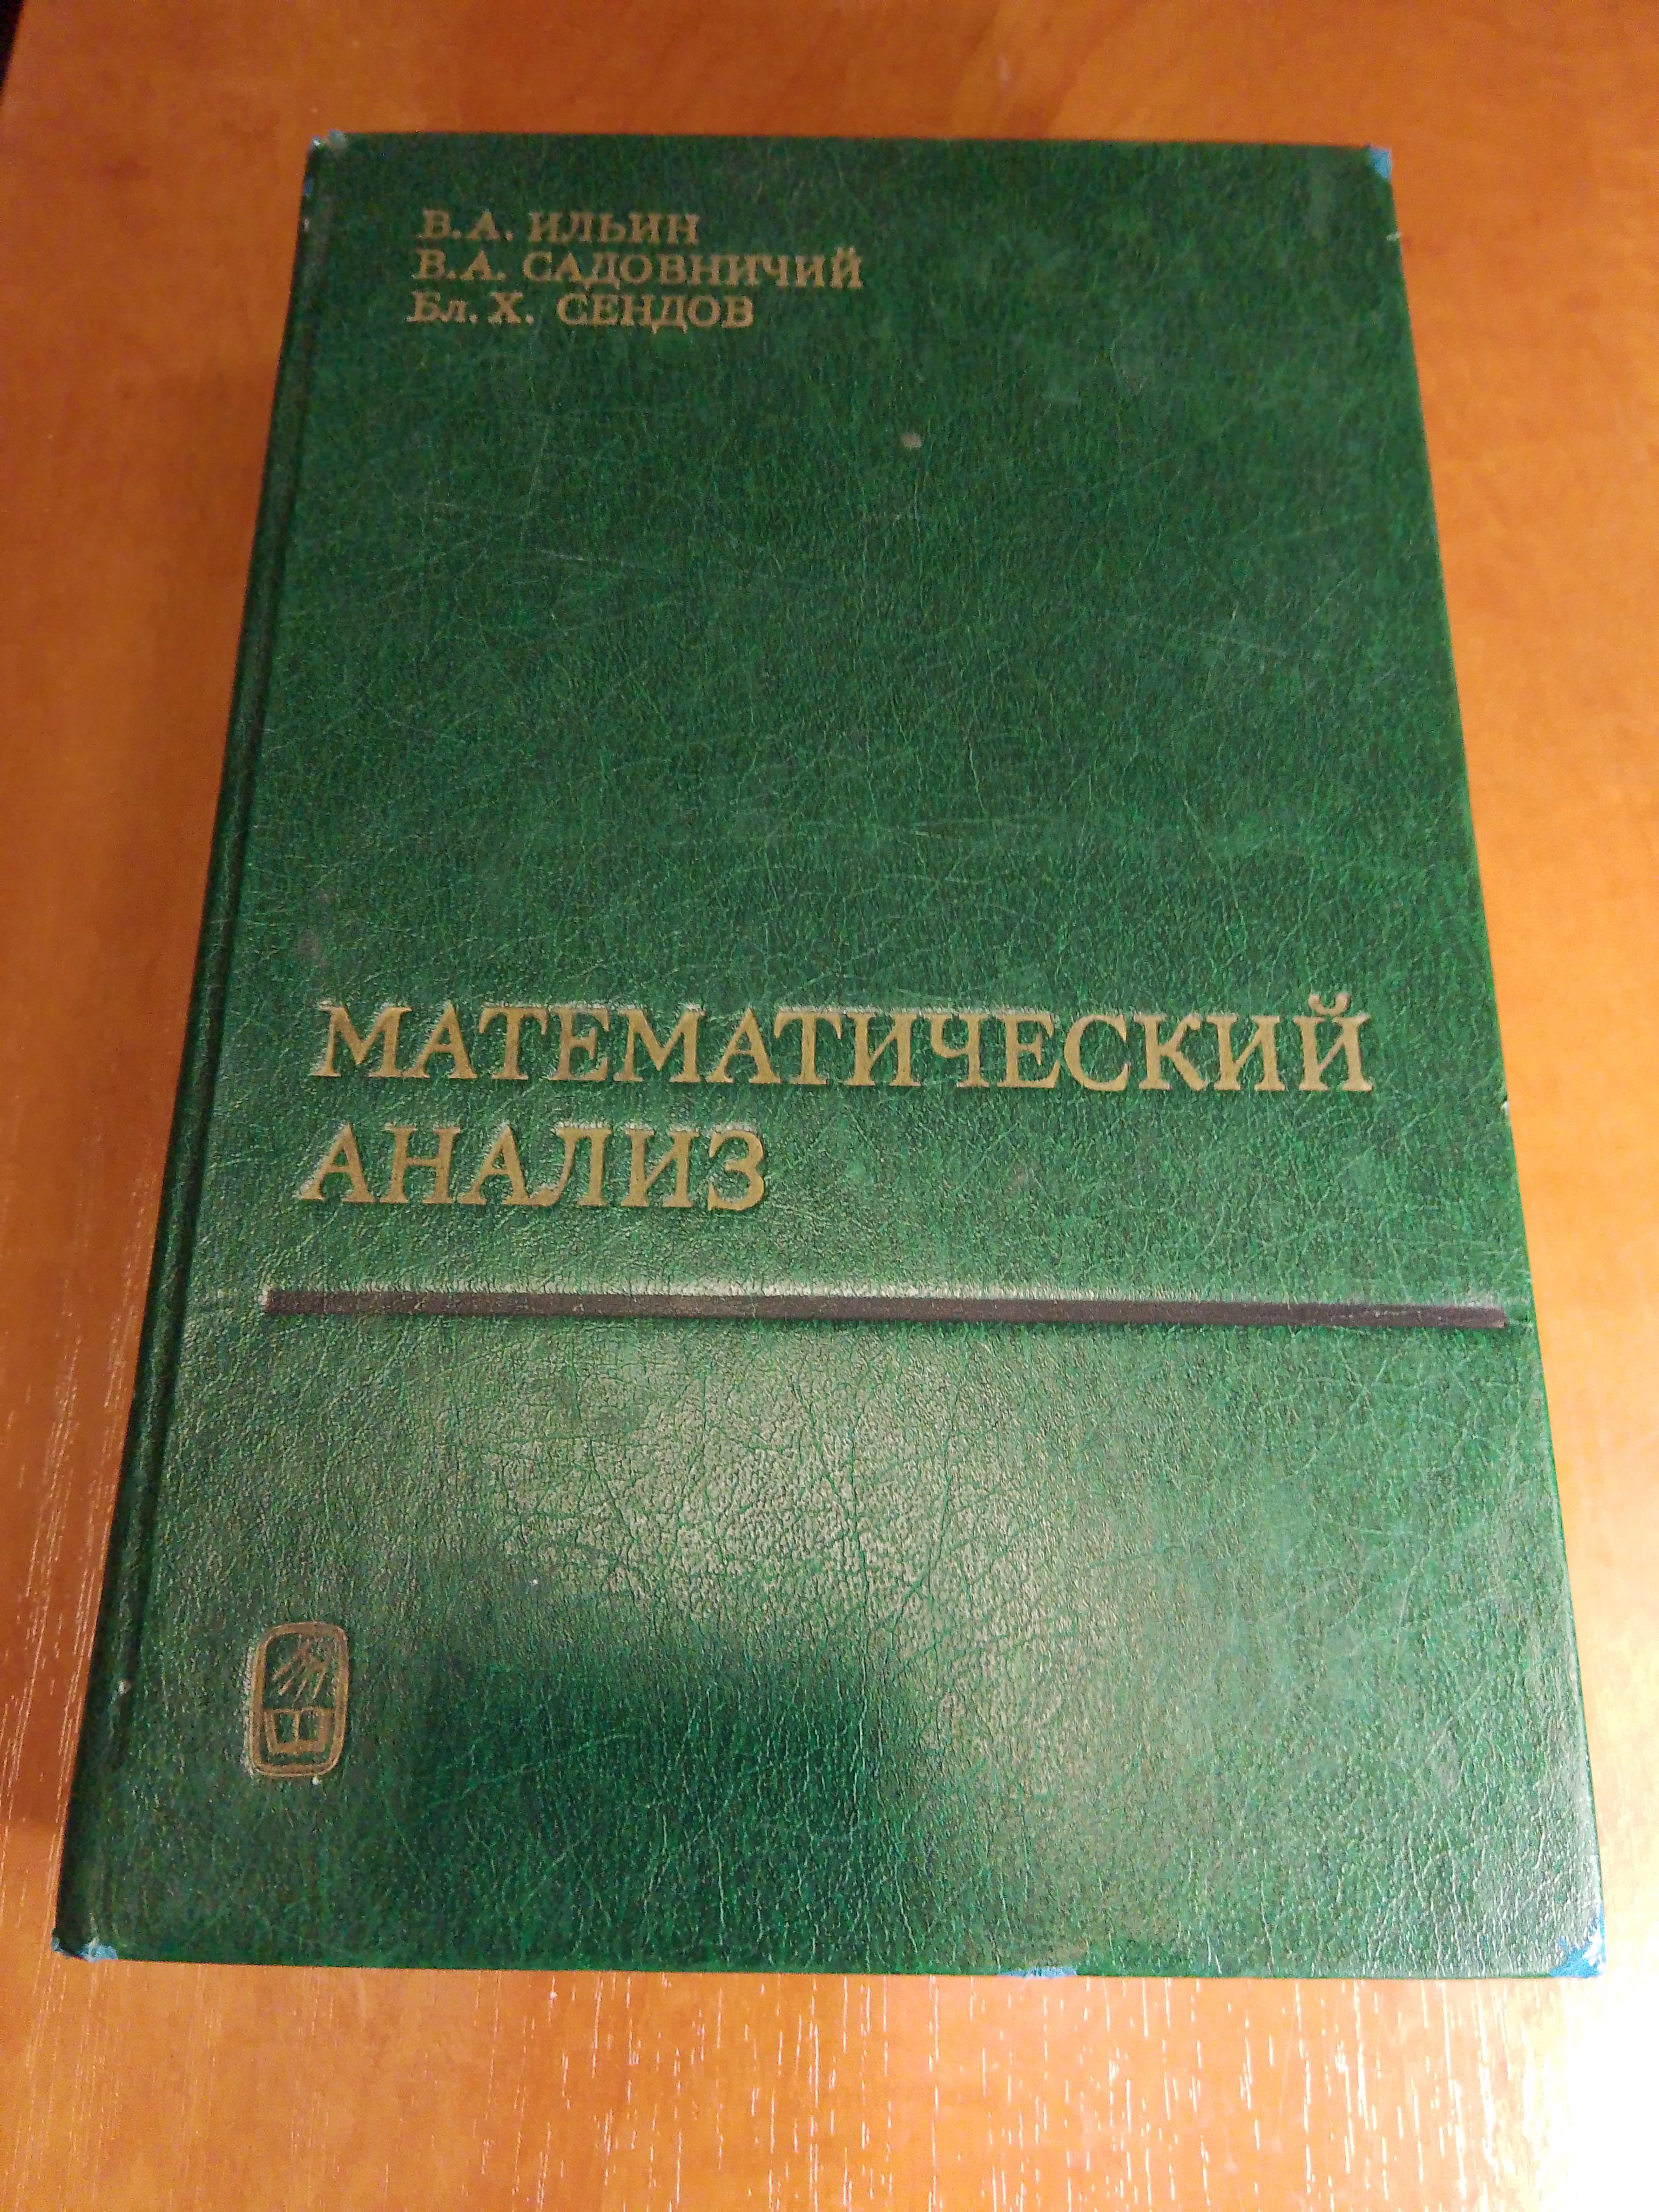 В.А. ИЛЬИН
В.А. САДОВНИЧИЙ
Бл. Х. СЕНДОВ
МАТЕМАТИЧЕСКИЙ
АНАЛИЗ